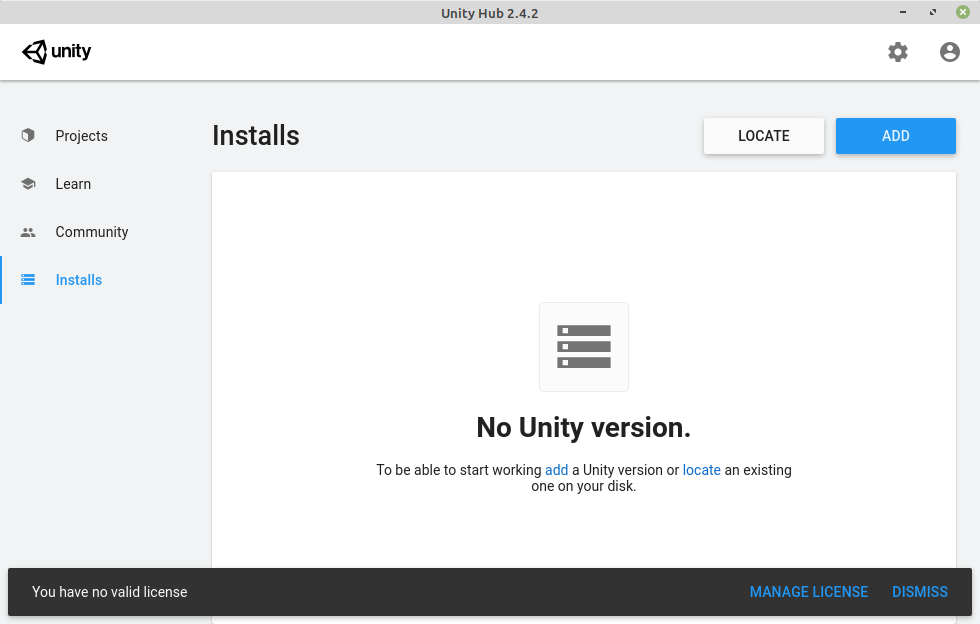 Unity Hub 2.4.2
unity
Projects
Learn
Community
Installs
Installs
LOCATE
ADD
No Unity version.
To be able to start working add a Unity version or locate an existing
one on your disk.
You have no valid license
MANAGE LICENSE
DISMISS